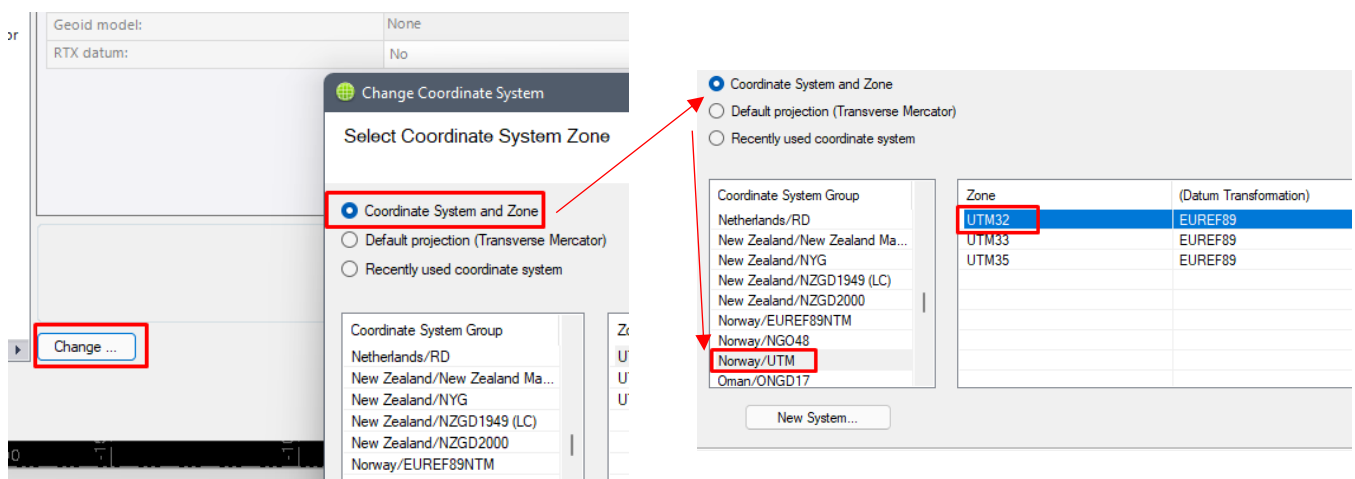 or
Geoid model: None
RTX datum: No
Change Coordinate System
Select Coordinate System Zone
Coordinate System and Zone
Default projection (Transverse Mercator)
Recently used coordinate system
Coordinate System Group
Netherlands/RD
New Zealand/New Zealand Ma...
New Zealand/NYG
New Zealand/NZGD1949 (LC)
New Zealand/NZGD2000
Norway/EUREF89NTM
Change ...
Coordinate System and Zone
Default projection (Transverse Mercator)
Recently used coordinate system
Coordinate System Group Zone (Datum Transformation)
Netherlands/RD UTM32 EUREF89
New Zealand/New Zealand Ma... UTM33 EUREF89
New Zealand/NYG UTM35 EUREF89
New Zealand/NZGD1949 (LC)
New Zealand/NZGD2000
Norway/EUREF89NTM
Norway/NGO48
Norway/UTM
Oman/ONGD17
New System...